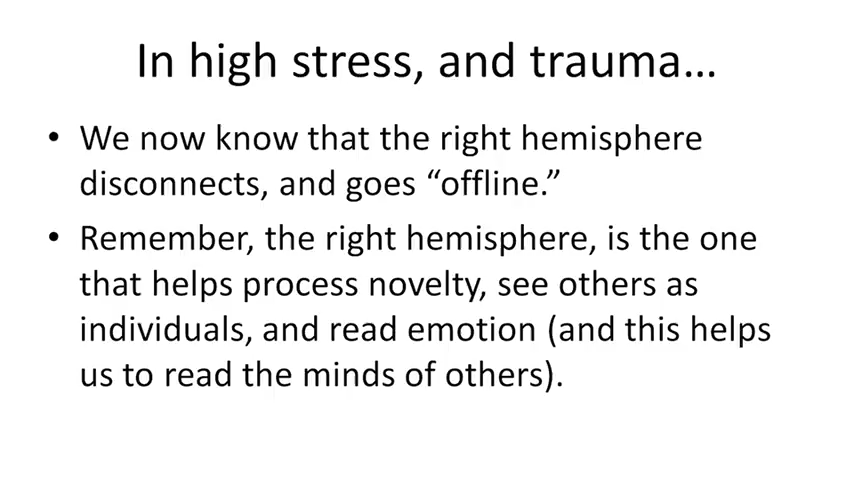 In high stress, and trauma…
• We now know that the right hemisphere
disconnects, and goes “offline.”
• Remember, the right hemisphere, is the one
that helps process novelty, see others as
individuals, and read emotion (and this helps
us to read the minds of others).